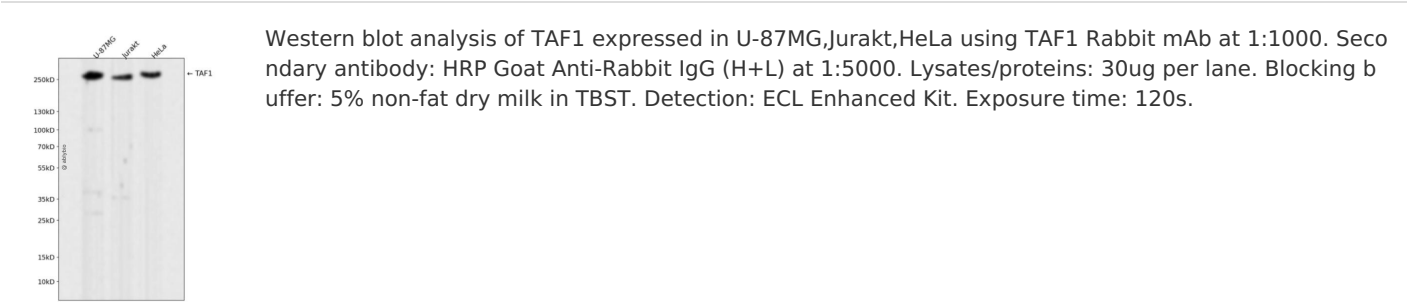 U-87MG Jurakt HeLa
250kD
← TAF1
130kD
100kD
70kD
55kD
35kD
25kD
15kD
10kD
@ abybio
Western blot analysis of TAF1 expressed in U-87MG,Jurakt,HeLa using TAF1 Rabbit mAb at 1:1000. Seco
ndary antibody: HRP Goat Anti-Rabbit IgG (H+L) at 1:5000. Lysates/proteins: 30ug per lane. Blocking b
uffer: 5% non-fat dry milk in TBST. Detection: ECL Enhanced Kit. Exposure time: 120s.